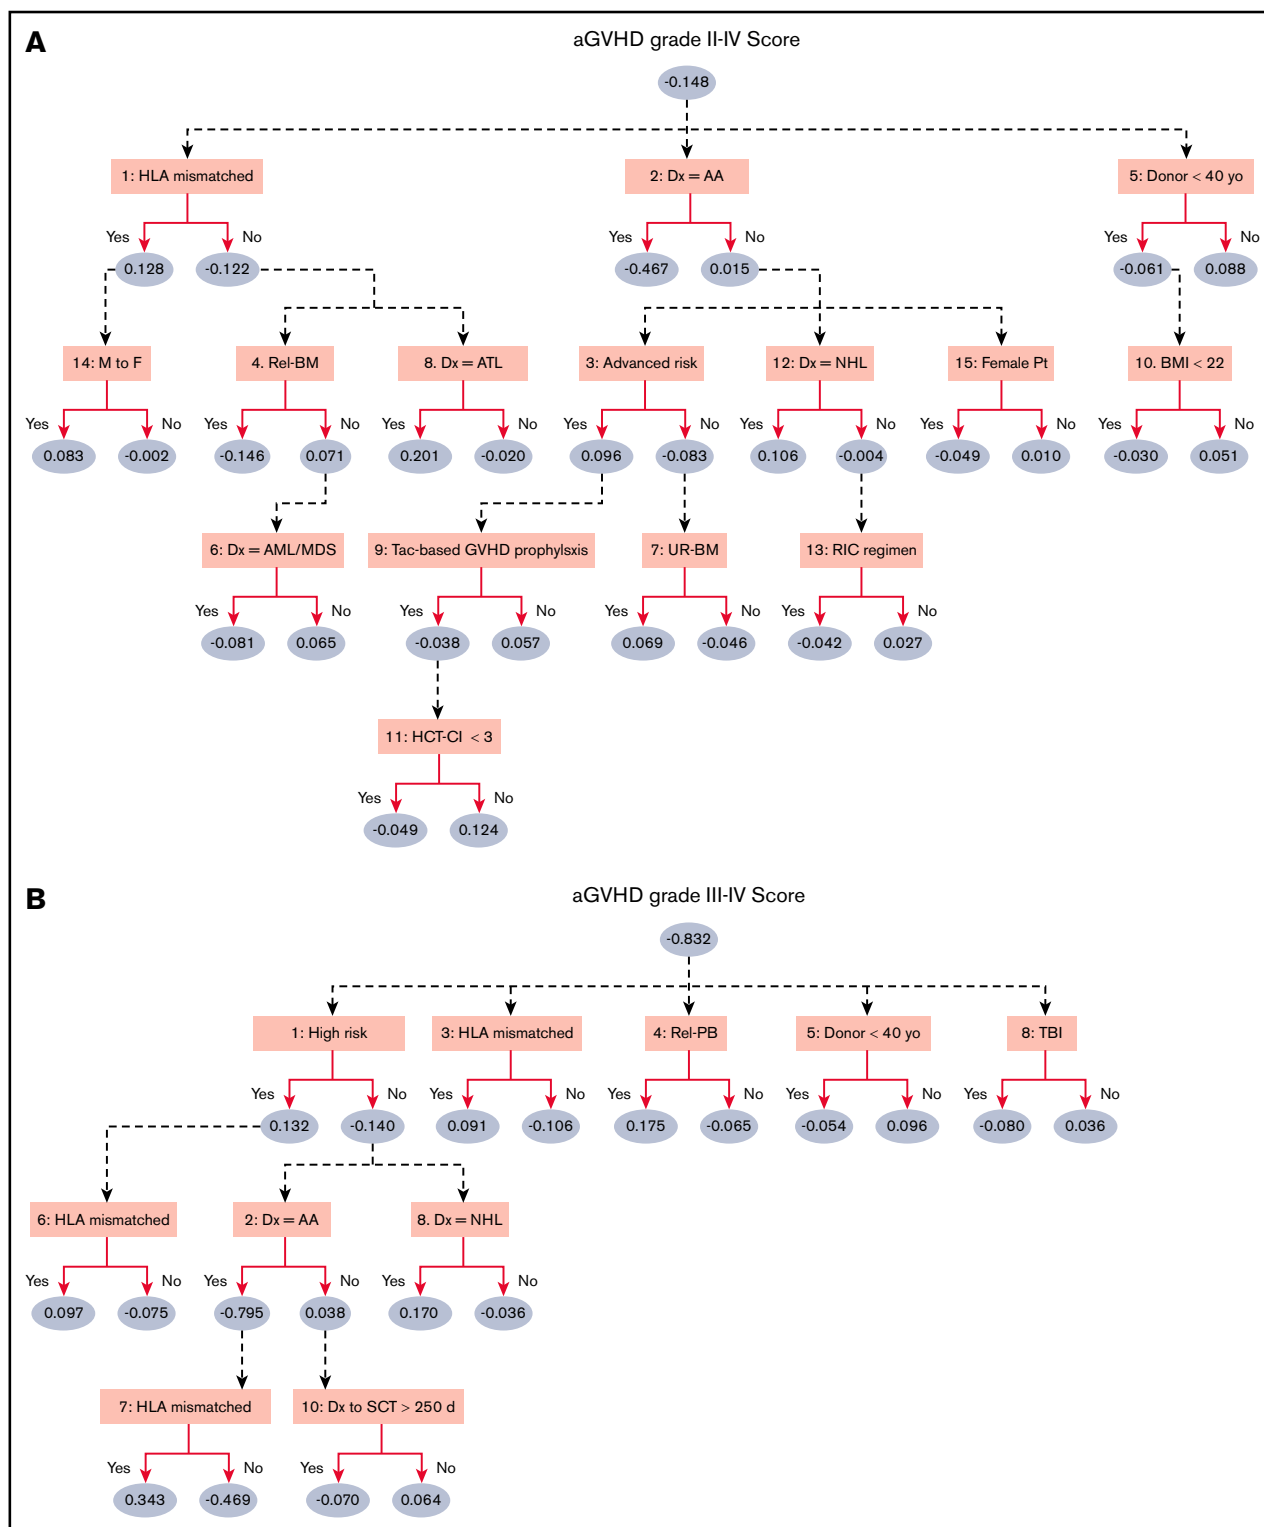 A
aGVHD grade II-IV Score
-0.148
1: HLA mismatched
2: Dx = AA
5: Donor < 40 yo
Yes No
Yes No
Yes No
0.128 -0.122
-0.467 0.015
-0.061 0.088
14: M to F
4. Rel-BM
8. Dx = ATL
3: Advanced risk
12: Dx = NHL
15: Female Pt
10. BMI < 22
Yes No
Yes No
Yes No
Yes No
Yes No
Yes No
Yes No
0.083 -0.002
-0.146 0.071
0.201 -0.020
0.096 -0.083
0.106 -0.004
-0.049 0.010
-0.030 0.051
6: Dx = AML/MDS
9: Tac-based GVHD prophylsxis
7: UR-BM
13: RIC regimen
Yes No
Yes No
Yes No
Yes No
-0.081 0.065
-0.038 0.057
0.069 -0.046
-0.042 0.027
11: HCT-CI < 3
Yes No
-0.049 0.124
B
aGVHD grade III-IV Score
-0.832
1: High risk
3: HLA mismatched
4: Rel-PB
5: Donor < 40 yo
8: TBI
Yes No
Yes No
Yes No
Yes No
Yes No
0.132 -0.140
0.091 -0.106
0.175 -0.065
-0.054 0.096
-0.080 0.036
6: HLA mismatched
2: Dx = AA
8. Dx = NHL
Yes No
Yes No
Yes No
0.097 -0.075
-0.795 0.038
0.170 -0.036
7: HLA mismatched
10: Dx to SCT > 250 d
Yes No
Yes No
0.343 -0.469
-0.070 0.064